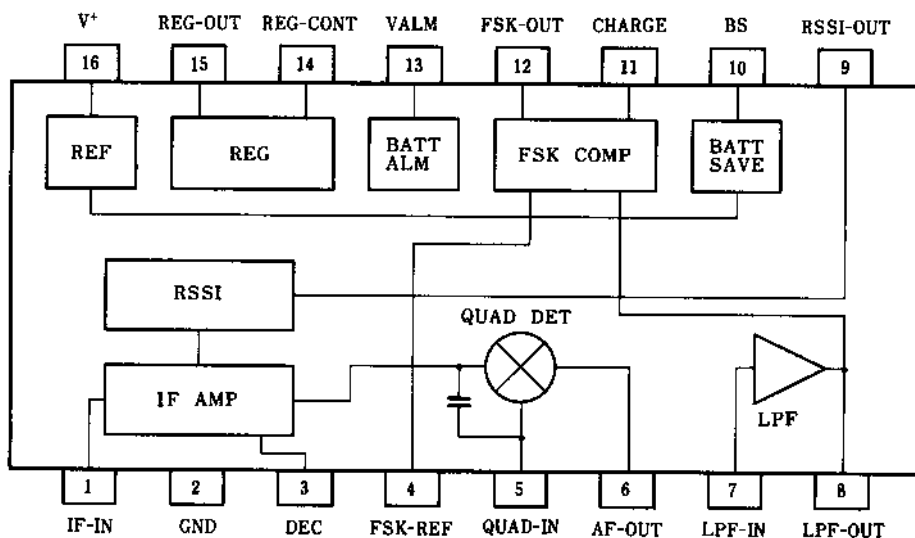 V+ REG-OUT REG-CONT VALM FSK-OUT CHARGE BS RSSI-OUT
16 15 14 13 12 11 10 9
REF REG BATT ALM FSK COMP BATT SAVE
RSSI
QUAD DET
IF AMP
LPF
1 2 3 4 5 6 7 8
IF-IN GND DEC FSK-REF QUAD-IN AF-OUT LPF-IN LPF-OUT